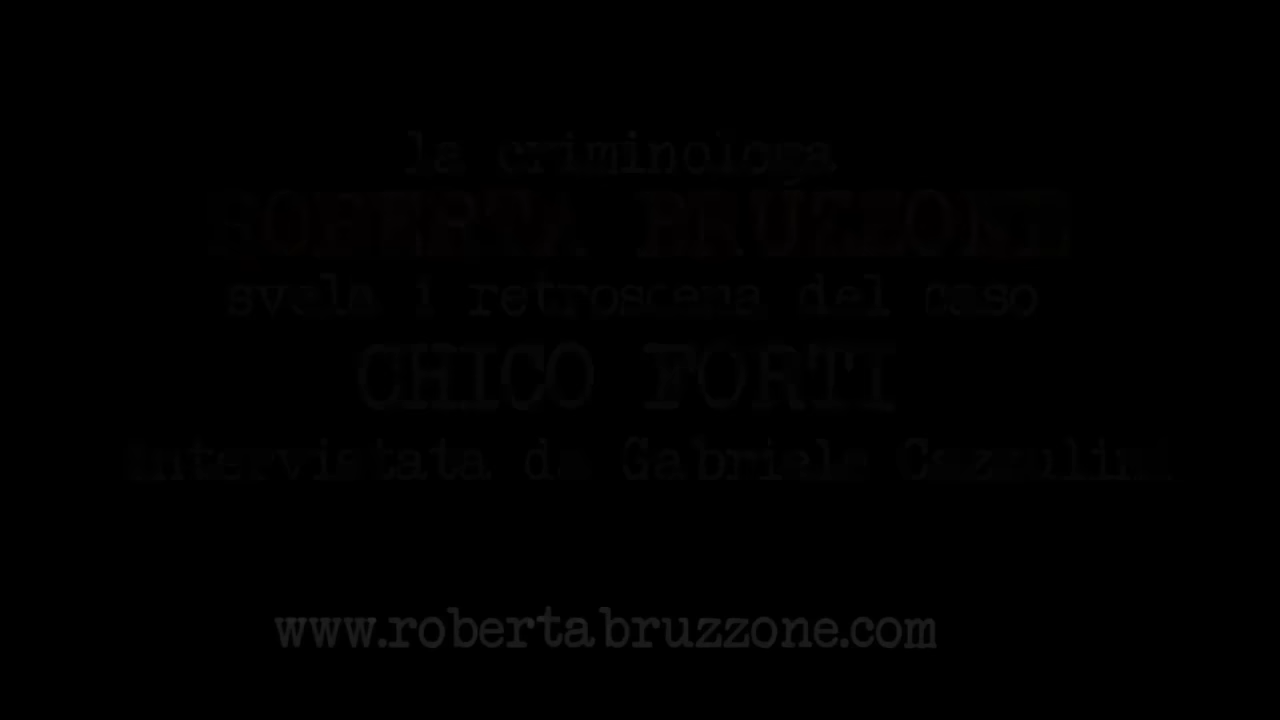 la criminologa
ROBERTA BRUZZONE
svela i retroscena del caso
CHICO FORTI
intervistata da Gabriele Cazzulini
www.robertabruzzone.com